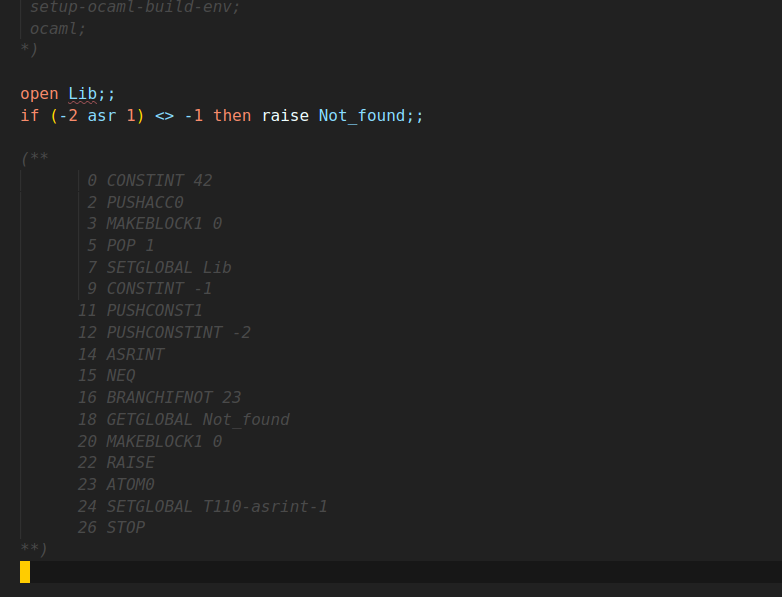 setup-ocaml-build-env;
ocaml;
*)
open Lib;;
if (-2 asr 1) <> -1 then raise Not_found;;
(**
0 CONSTINT 42
2 PUSHACC0
3 MAKEBLOCK1 0
5 POP 1
7 SETGLOBAL Lib
9 CONSTINT -1
11 PUSHCONST1
12 PUSHCONSTINT -2
14 ASRINT
15 NEQ
16 BRANCHIFNOT 23
18 GETGLOBAL Not_found
20 MAKEBLOCK1 0
22 RAISE
23 ATOM0
24 SETGLOBAL T110-asrint-1
26 STOP
**)